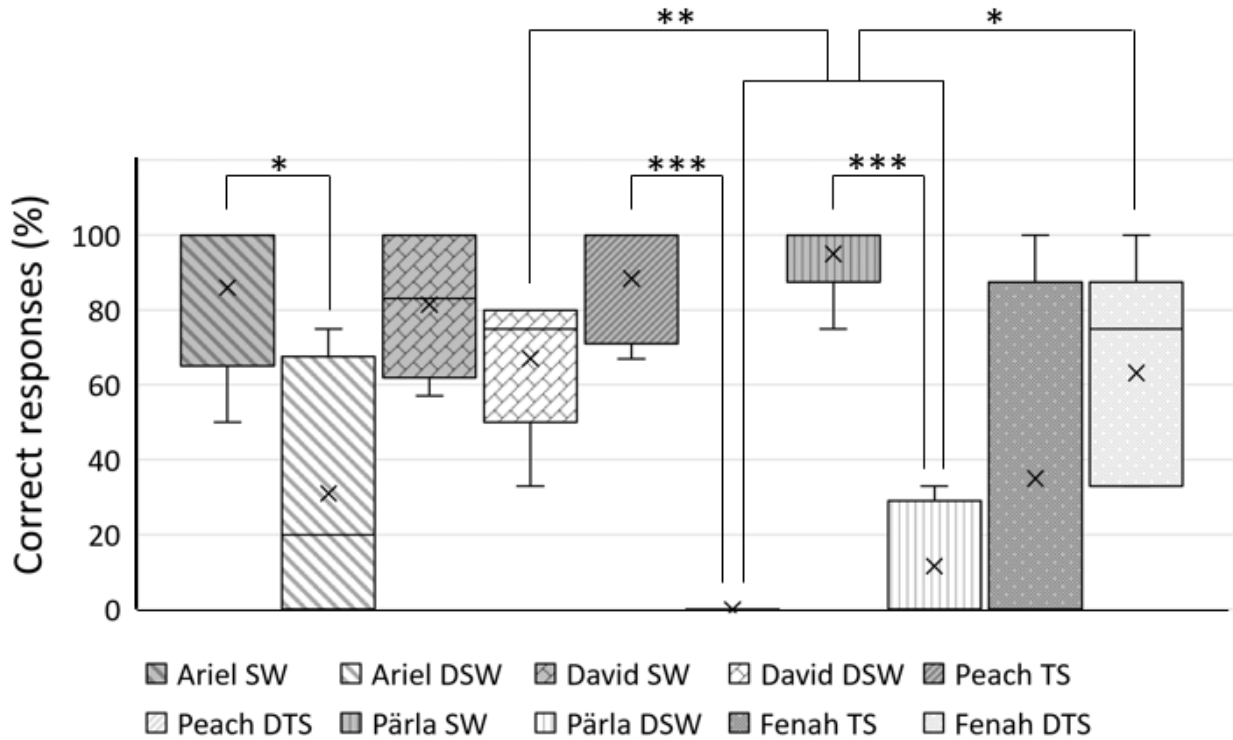 ** *
* *** ***
Correct responses (%)
100
80
60
40
20
0
Ariel SW Ariel DSW David SW David DSW Peach TS
Peach DTS Pärla SW Pärla DSW Fenah TS Fenah DTS